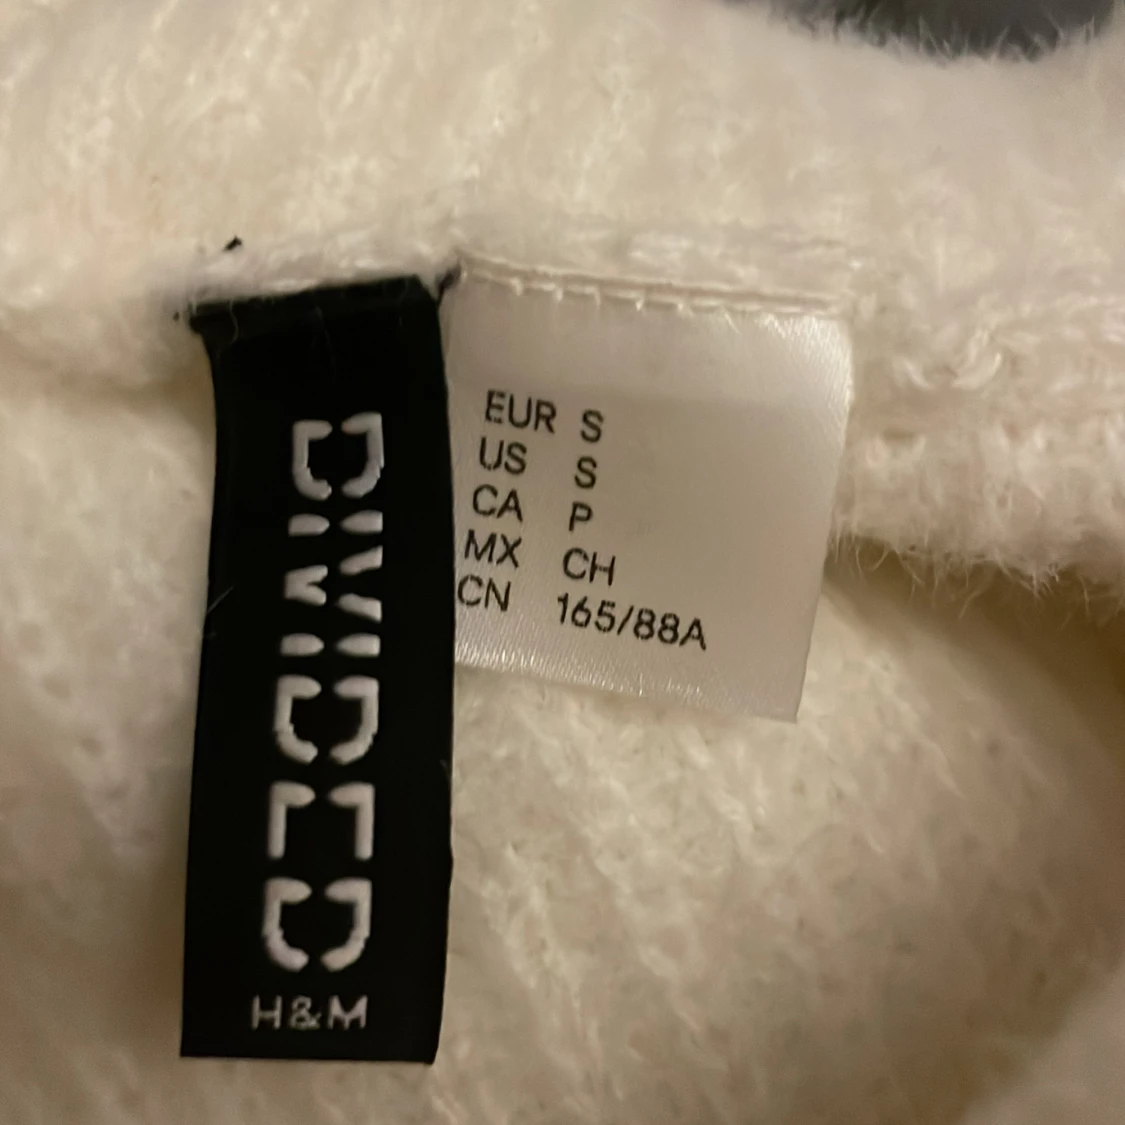 DIVIDED
H&M
EUR S
US S
CA P
MX CH
CN 165/88A